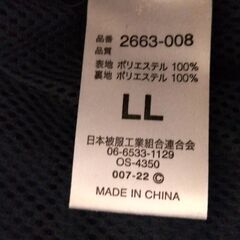 品番 2663-008
品質
表地 ポリエステル 100%
裏地 ポリエステル 100%
LL
日本被服工業組合連合会
06-6533-1129
OS-4350
007-22 ©
MADE IN CHINA